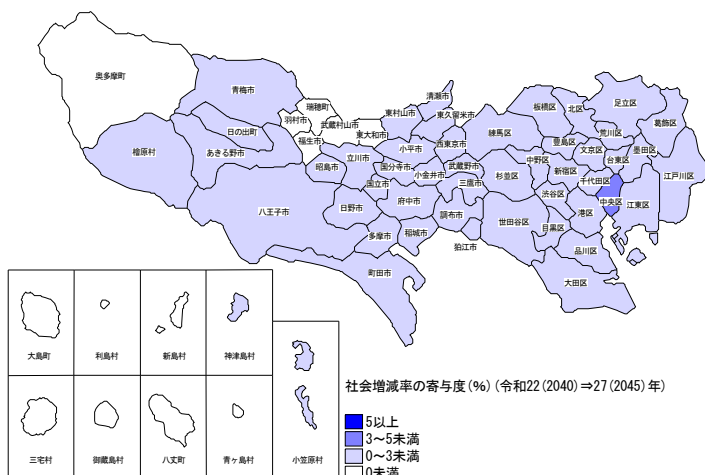 奥多摩町
青梅市
瑞穂町
羽村市
武蔵村山市
福生市
東大和市
東村山市
清瀬市
東久留米市
日の出町
あきる野市
檜原村
昭島市
立川市
小平市
西東京市
国分寺市
小金井市
武蔵野市
国立市
三鷹市
八王子市
日野市
府中市
調布市
多摩市
稲城市
狛江市
町田市
練馬区
板橋区
北区
足立区
葛飾区
荒川区
豊島区
文京区
台東区
墨田区
中野区
新宿区
杉並区
千代田区
江戸川区
渋谷区
中央区
江東区
世田谷区
目黒区
港区
品川区
大田区
大島町
利島村
新島村
神津島村
三宅村
御蔵島村
八丈町
青ヶ島村
小笠原村
社会増減率の寄与度(%) (令和22(2040)⇒27(2045)年)
5以上
3~5未満
0~3未満
0未満